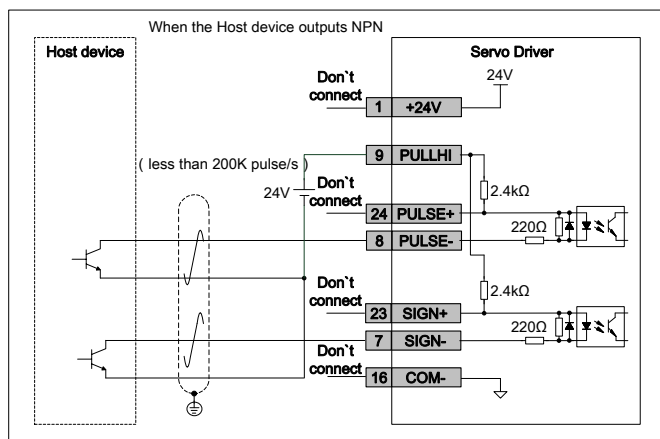 When the Host device outputs NPN
Host device
Servo Driver
24V
Don`t
connect
1 +24V
( less than 200K pulse/s )
9 PULLHI
24V
Don`t
connect
2.4kΩ
24 PULSE+
220Ω
8 PULSE-
Don`t
connect
2.4kΩ
23 SIGN+
220Ω
7 SIGN-
Don`t
connect
16 COM-